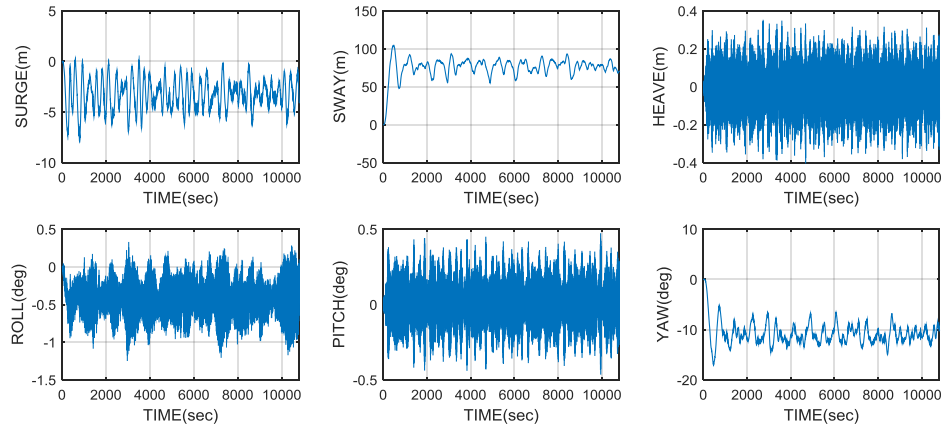 SURGE(m)
5
0
-5
-10
0 2000 4000 6000 8000 10000
TIME(sec)
SWAY(m)
150
100
50
0
-50
0 2000 4000 6000 8000 10000
TIME(sec)
HEAVE(m)
0.4
0.2
0
-0.2
-0.4
0 2000 4000 6000 8000 10000
TIME(sec)
ROLL(deg)
0.5
0
-0.5
-1
-1.5
0 2000 4000 6000 8000 10000
TIME(sec)
PITCH(deg)
0.5
0
-0.5
0 2000 4000 6000 8000 10000
TIME(sec)
YAW(deg)
10
0
-10
-20
0 2000 4000 6000 8000 10000
TIME(sec)